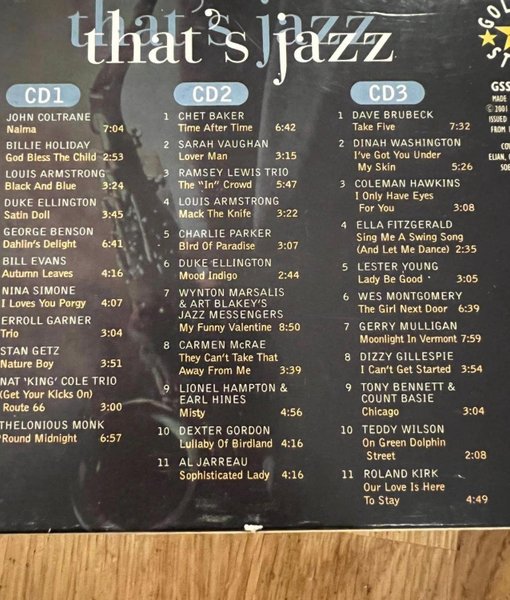 that's jazz
that's jazz
CD1
JOHN COLTRANE
Naima 7:04
BILLIE HOLIDAY
God Bless The Child 2:53
LOUIS ARMSTRONG
Black And Blue 3:24
DUKE ELLINGTON
Satin Doll 3:45
GEORGE BENSON
Dahlin's Delight 6:41
BILL EVANS
Autumn Leaves 4:16
NINA SIMONE
I Loves You Porgy 4:07
ERROLL GARNER
Trio 3:04
STAN GETZ
Nature Boy 3:51
NAT 'KING' COLE TRIO
(Get Your Kicks On)
Route 66 3:00
THELONIOUS MONK
'Round Midnight 6:57
CD2
1 CHET BAKER
Time After Time 6:42
2 SARAH VAUGHAN
Lover Man 3:15
3 RAMSEY LEWIS TRIO
The "In" Crowd 5:47
4 LOUIS ARMSTRONG
Mack The Knife 3:22
5 CHARLIE PARKER
Bird Of Paradise 3:07
6 DUKE ELLINGTON
Mood Indigo 2:44
7 WYNTON MARSALIS
& ART BLAKEY'S
JAZZ MESSENGERS
My Funny Valentine 8:50
8 CARMEN McRAE
They Can't Take That
Away From Me 3:39
9 LIONEL HAMPTON &
EARL HINES
Misty 4:56
10 DEXTER GORDON
Lullaby Of Birdland 4:16
11 AL JARREAU
Sophisticated Lady 4:16
CD3
1 DAVE BRUBECK
Take Five 7:32
2 DINAH WASHINGTON
I've Got You Under
My Skin 5:26
3 COLEMAN HAWKINS
I Only Have Eyes
For You 3:08
4 ELLA FITZGERALD
Sing Me A Swing Song
(And Let Me Dance) 2:35
5 LESTER YOUNG
Lady Be Good 3:05
6 WES MONTGOMERY
The Girl Next Door 6:39
7 GERRY MULLIGAN
Moonlight In Vermont 7:59
8 DIZZY GILLESPIE
I Can't Get Started 3:54
9 TONY BENNETT &
COUNT BASIE
Chicago 3:04
10 TEDDY WILSON
On Green Dolphin
Street 2:08
11 ROLAND KIRK
Our Love Is Here
To Stay 4:49
GOL
ST
GSS
MADE
© 2001
ISSUED
FROM
CO
ELIAN,